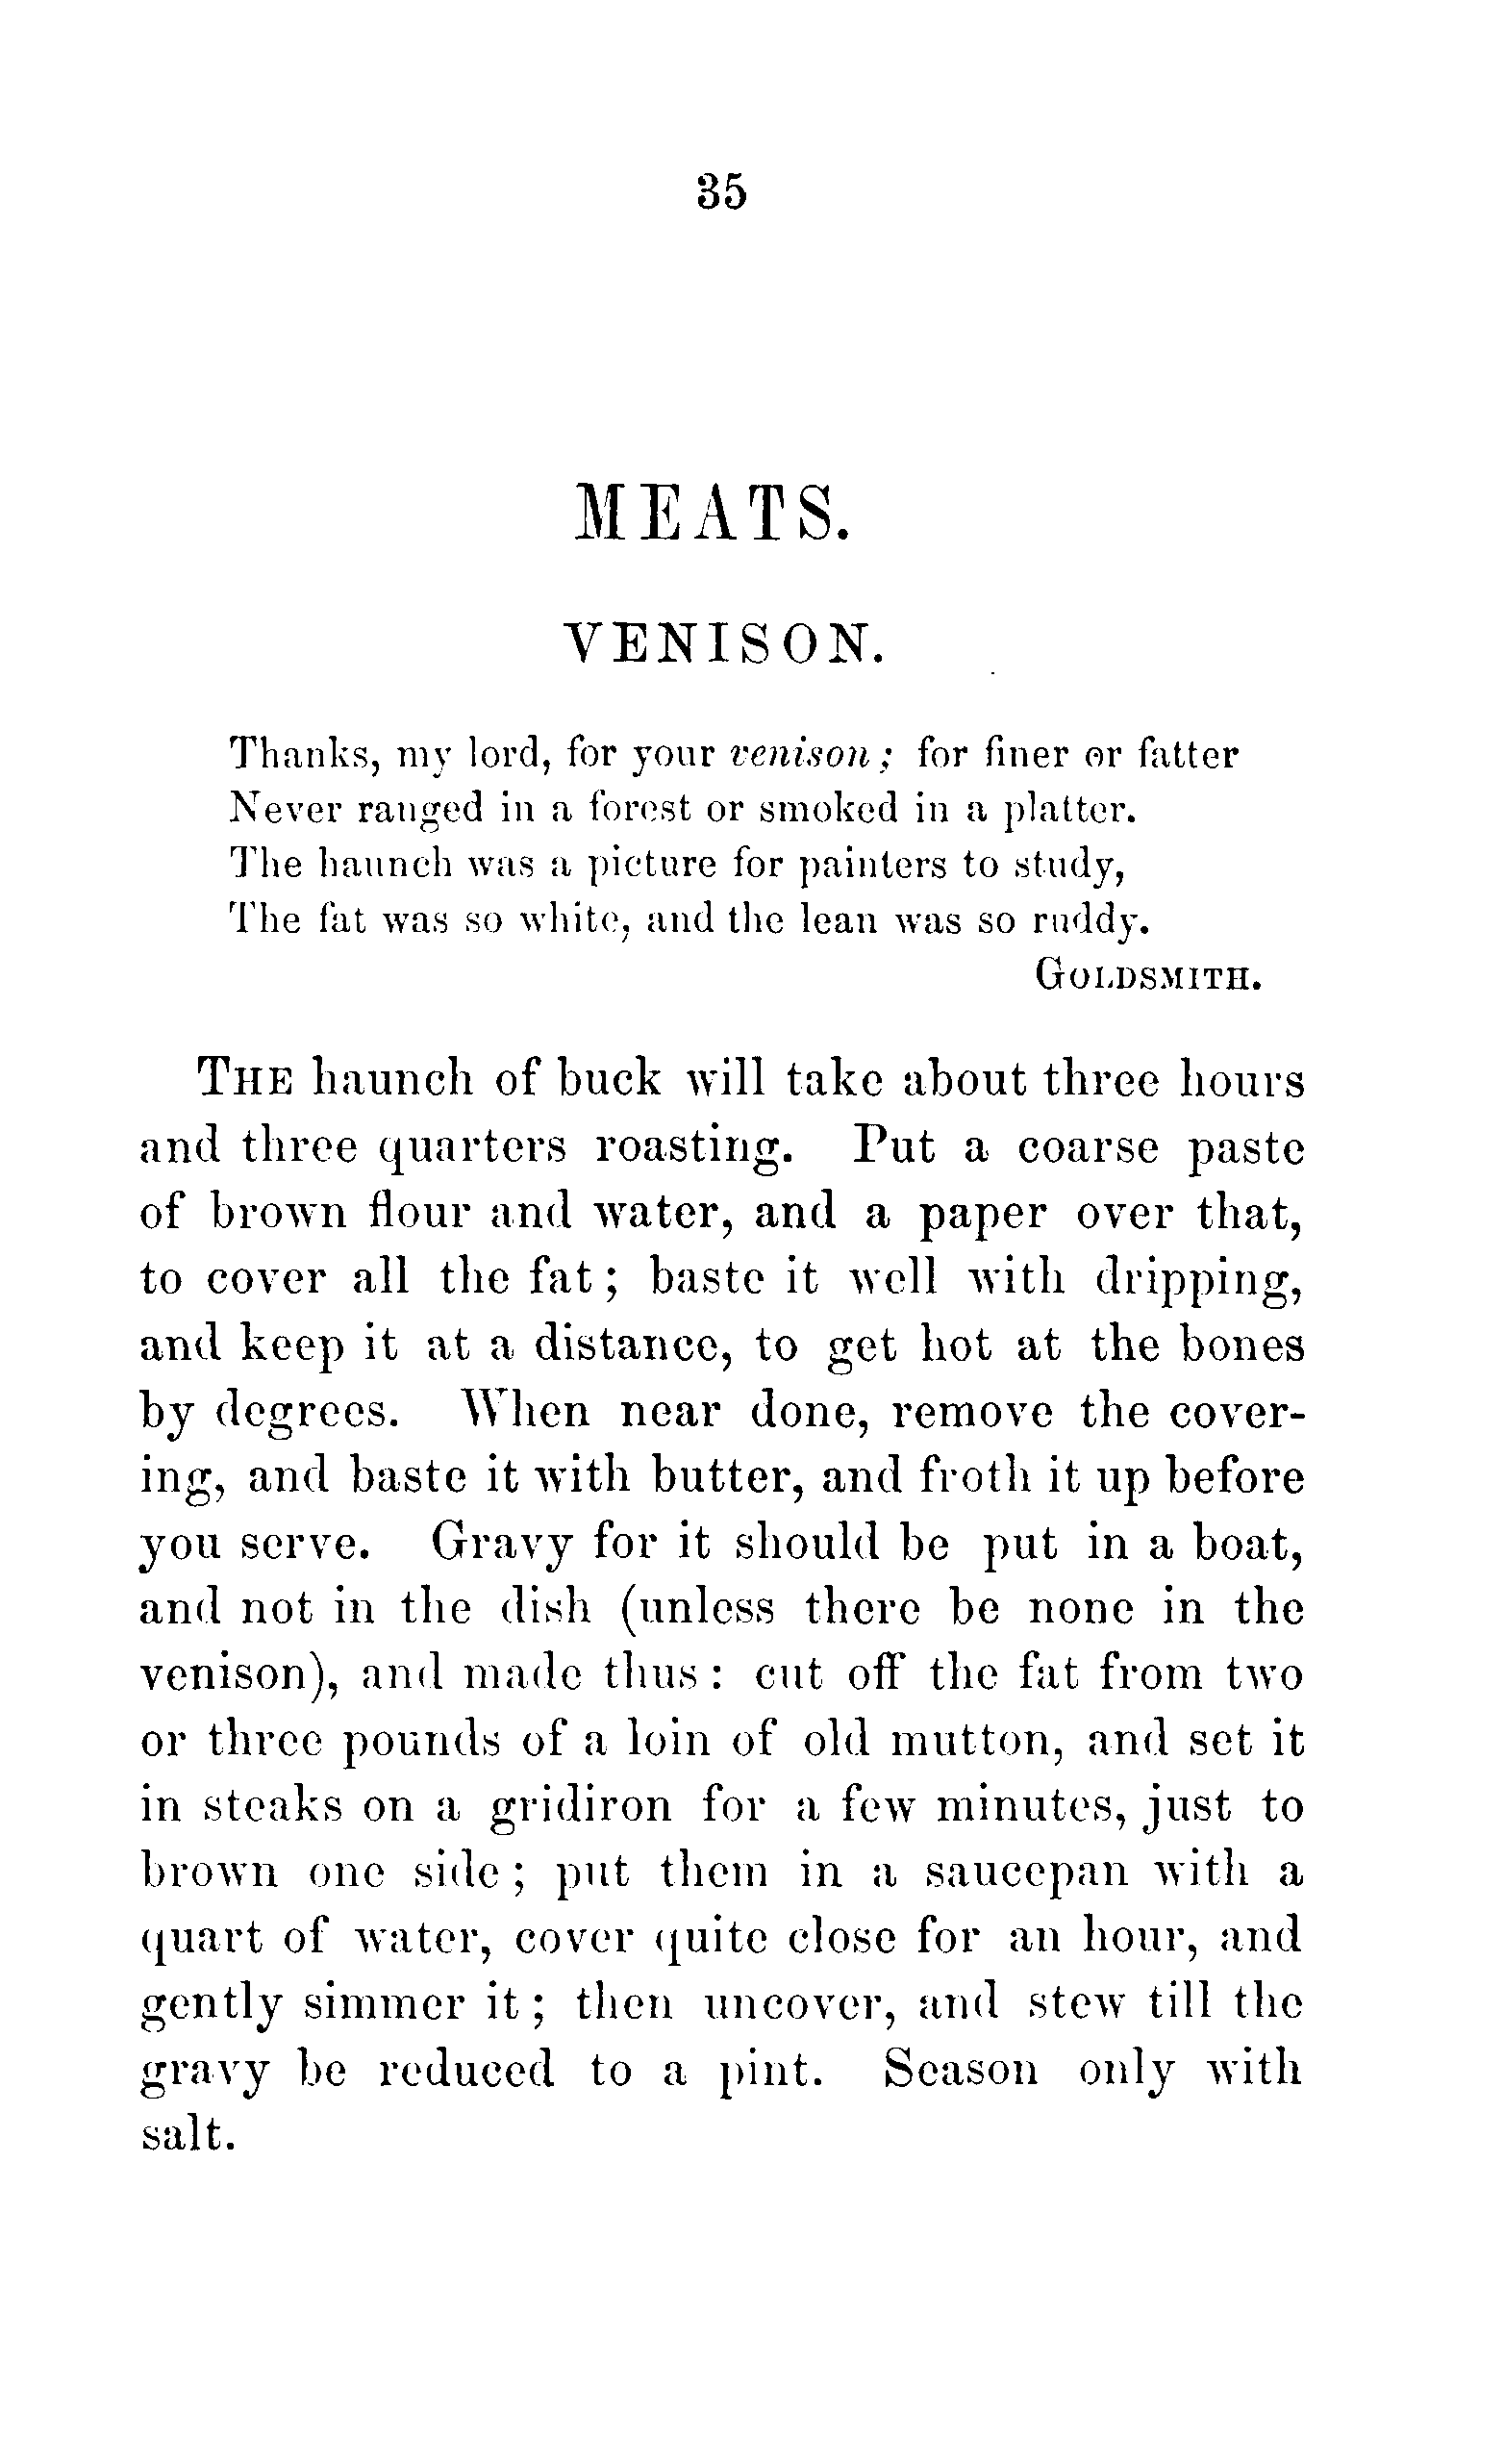 35
MEATS.
VENISON.
Thanks, my lord, for your venison; for finer or fatter
Never ranged in a forest or smoked in a platter.
The haunch was a picture for painters to study,
The fat was so white, and the lean was so ruddy.
GOLDSMITH.
THE haunch of buck will take about three hours
and three quarters roasting. Put a coarse paste
of brown flour and water, and a paper over that,
to cover all the fat; baste it well with dripping,
and keep it at a distance, to get hot at the bones
by degrees. When near done, remove the cover-
ing, and baste it with butter, and froth it up before
you serve. Gravy for it should be put in a boat,
and not in the dish (unless there be none in the
venison), and made thus: cut off the fat from two
or three pounds of a loin of old mutton, and set it
in steaks on a gridiron for a few minutes, just to
brown one side; put them in a saucepan with a
quart of water, cover quite close for an hour, and
gently simmer it; then uncover, and stew till the
gravy be reduced to a pint. Season only with
salt.